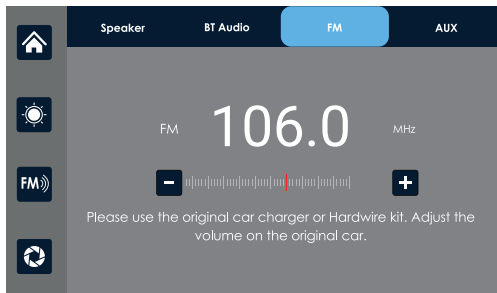 Speaker BT Audio FM AUX
FM 106.0 MHz
FM
Please use the original car charger or Hardwire kit. Adjust the
volume on the original car.